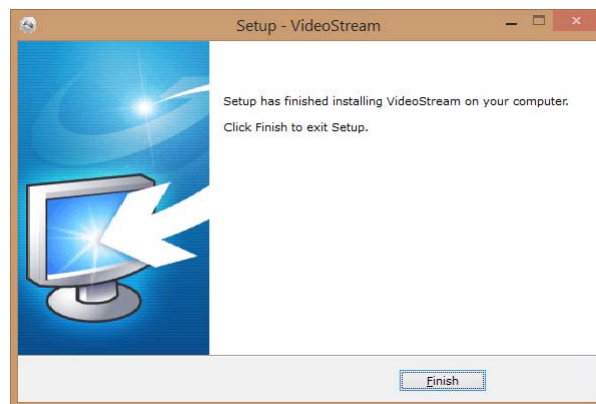 Setup - VideoStream
Setup has finished installing VideoStream on your computer.
Click Finish to exit Setup.
Finish